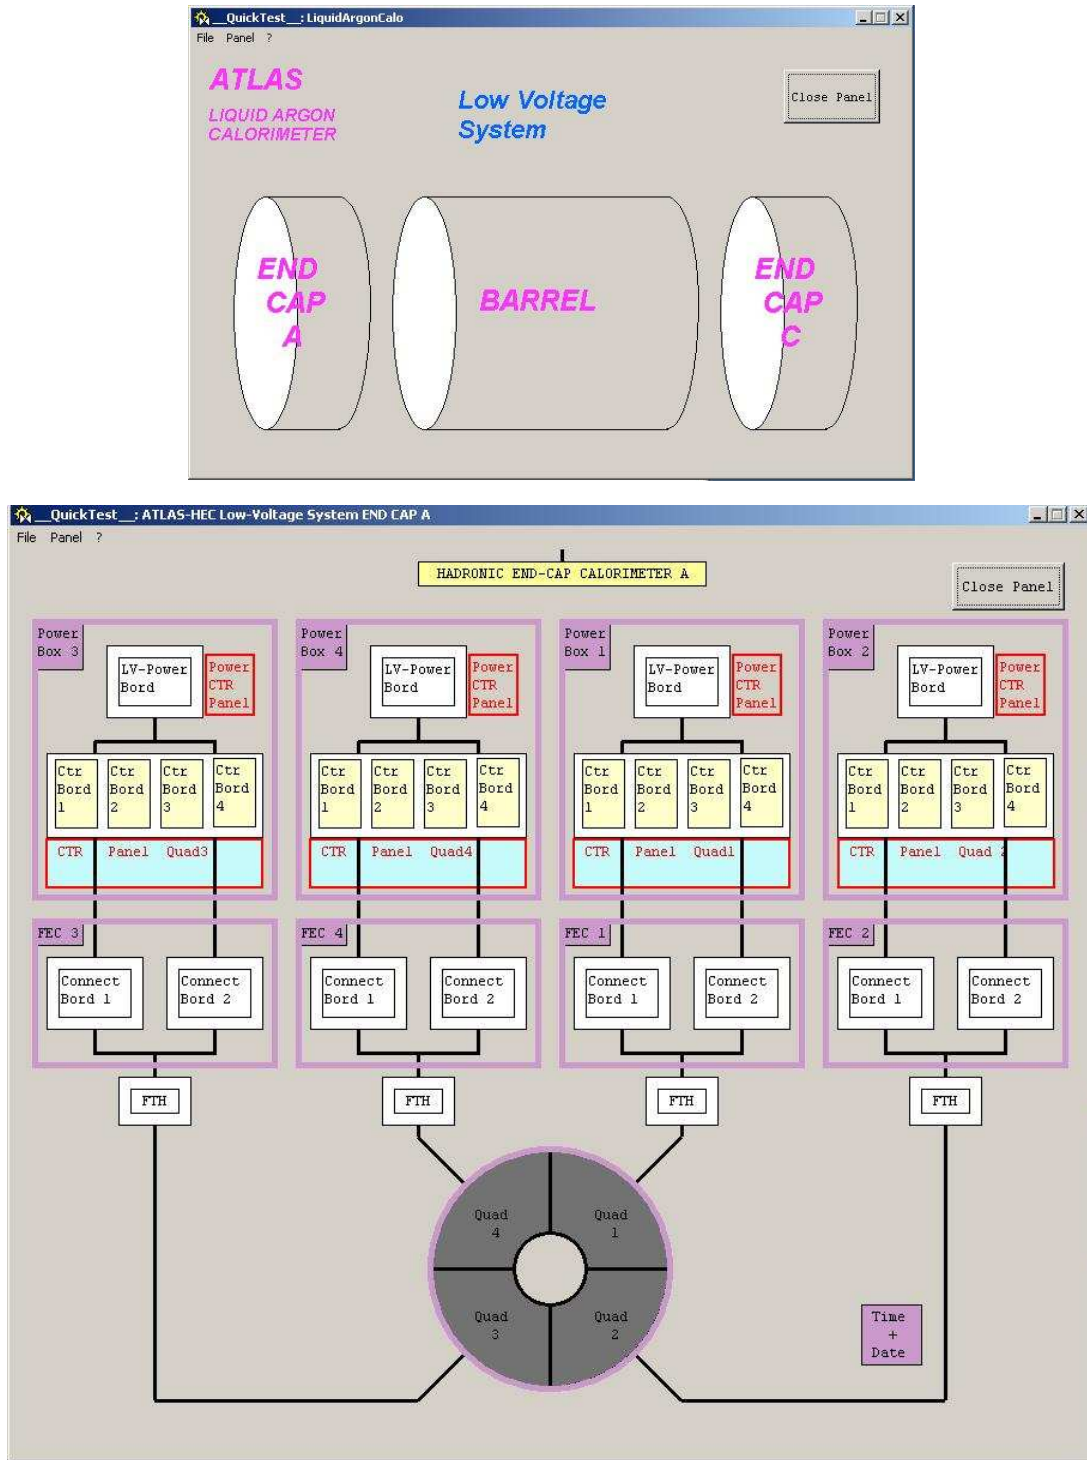 __QuickTest__: LiquidArgonCalo
File Panel ?
ATLAS
LIQUID ARGON
CALORIMETER
Low Voltage
System
Close Panel
END
CAP
A
BARREL
END
CAP
C
__QuickTest__: ATLAS-HEC Low-Voltage System END CAP A
File Panel ?
HADRONIC END-CAP CALORIMETER A
Close Panel
Power
Box 3
LV-Power
Bord
Power
CTR
Panel
Ctr
Bord
1
Ctr
Bord
2
Ctr
Bord
3
Ctr
Bord
4
CTR Panel Quad3
Power
Box 4
LV-Power
Bord
Power
CTR
Panel
Ctr
Bord
1
Ctr
Bord
2
Ctr
Bord
3
Ctr
Bord
4
CTR Panel Quad4
Power
Box 1
LV-Power
Bord
Power
CTR
Panel
Ctr
Bord
1
Ctr
Bord
2
Ctr
Bord
3
Ctr
Bord
4
CTR Panel Quad1
Power
Box 2
LV-Power
Bord
Power
CTR
Panel
Ctr
Bord
1
Ctr
Bord
2
Ctr
Bord
3
Ctr
Bord
4
CTR Panel Quad 2
FEC 3
Connect
Bord 1
Connect
Bord 2
FEC 4
Connect
Bord 1
Connect
Bord 2
FEC 1
Connect
Bord 1
Connect
Bord 2
FEC 2
Connect
Bord 1
Connect
Bord 2
FTH
FTH
FTH
FTH
Quad
4
Quad
1
Quad
3
Quad
2
Time
+
Date